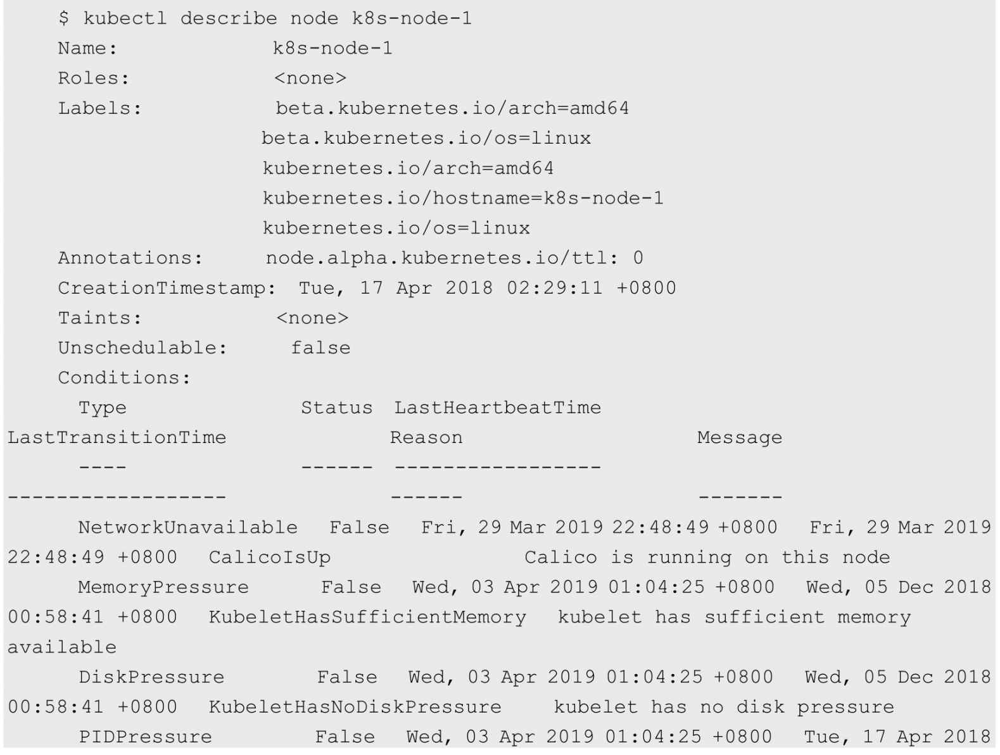 $ kubectl describe node k8s-node-1
Name: k8s-node-1
Roles: <none>
Labels: beta.kubernetes.io/arch=amd64
beta.kubernetes.io/os=linux
kubernetes.io/arch=amd64
kubernetes.io/hostname=k8s-node-1
kubernetes.io/os=linux
Annotations: node.alpha.kubernetes.io/ttl: 0
CreationTimestamp: Tue, 17 Apr 2018 02:29:11 +0800
Taints: <none>
Unschedulable: false
Conditions:
Type Status LastHeartbeatTime
LastTransitionTime Reason Message
---- ------ -----------------
------------------ ------ -------
NetworkUnavailable False Fri, 29 Mar 2019 22:48:49 +0800 Fri, 29 Mar 2019
22:48:49 +0800 CalicoIsUp Calico is running on this node
MemoryPressure False Wed, 03 Apr 2019 01:04:25 +0800 Wed, 05 Dec 2018
00:58:41 +0800 KubeletHasSufficientMemory kubelet has sufficient memory
available
DiskPressure False Wed, 03 Apr 2019 01:04:25 +0800 Wed, 05 Dec 2018
00:58:41 +0800 KubeletHasNoDiskPressure kubelet has no disk pressure
PIDPressure False Wed, 03 Apr 2019 01:04:25 +0800 Tue, 17 Apr 2018